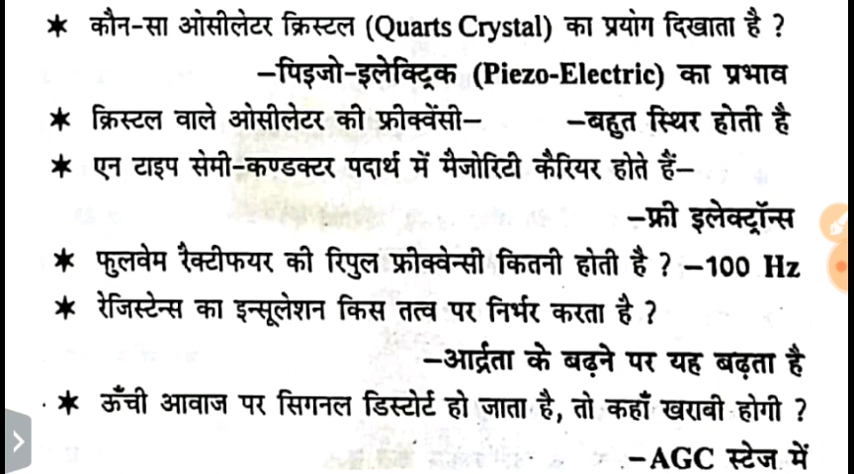 * कौन-सा ओसीलेटर क्रिस्टल (Quarts Crystal) का प्रयोग दिखाता है ?
–पिइजो-इलेक्ट्रिक (Piezo-Electric) का प्रभाव
* क्रिस्टल वाले ओसीलेटर की फ्रीक्वेंसी– –बहुत स्थिर होती है
* एन टाइप सेमी-कण्डक्टर पदार्थ में मैजोरिटी कैरियर होते हैं–
–फ्री इलेक्ट्रॉन्स
* फुलवेम रैक्टीफयर की रिपुल फ्रीक्वेन्सी कितनी होती है ? –100 Hz
* रेजिस्टेन्स का इन्सूलेशन किस तत्व पर निर्भर करता है ?
–आर्द्रता के बढ़ने पर यह बढ़ता है
* ऊँची आवाज पर सिगनल डिस्टोर्ट हो जाता है, तो कहाँ खराबी होगी ?
–AGC स्टेज में